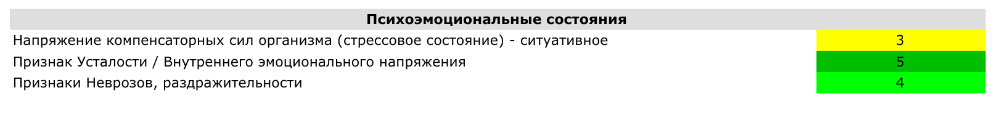 Психоэмоциональные состояния
Напряжение компенсаторных сил организма (стрессовое состояние) - ситуативное 3
Признак Усталости / Внутреннего эмоционального напряжения 5
Признаки Неврозов, раздражительности 4